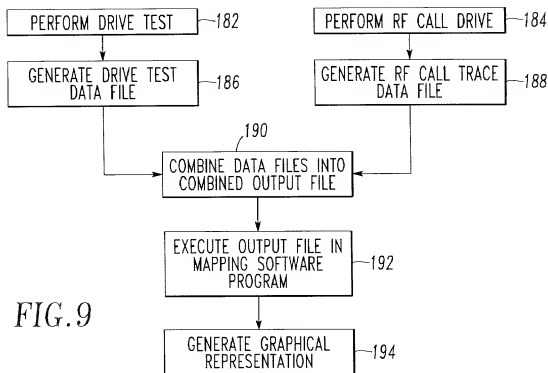 PERFORM DRIVE TEST
182
PERFORM RF CALL DRIVE
184
GENERATE DRIVE TEST
DATA FILE
186
GENERATE RF CALL TRACE
DATA FILE
188
190
COMBINE DATA FILES INTO
COMBINED OUTPUT FILE
EXECUTE OUTPUT FILE IN
MAPPING SOFTWARE
PROGRAM
192
FIG.9
GENERATE GRAPHICAL
REPRESENTATION
194